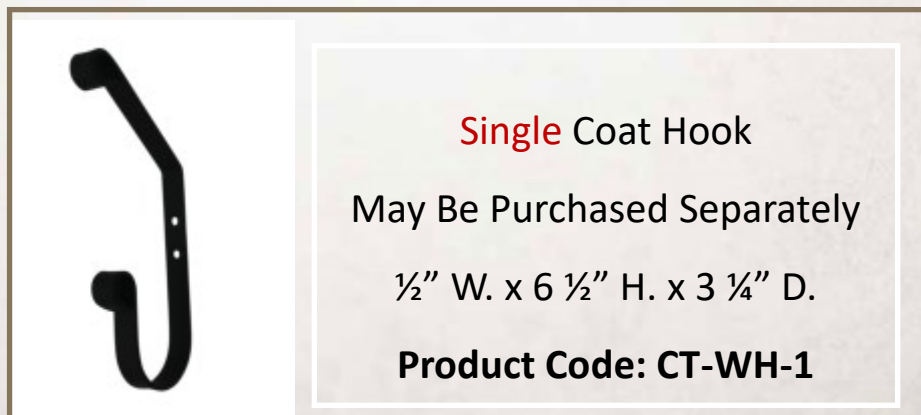 Single Coat Hook
May Be Purchased Separately
½” W. x 6 ½” H. x 3 ¼” D.
Product Code: CT-WH-1